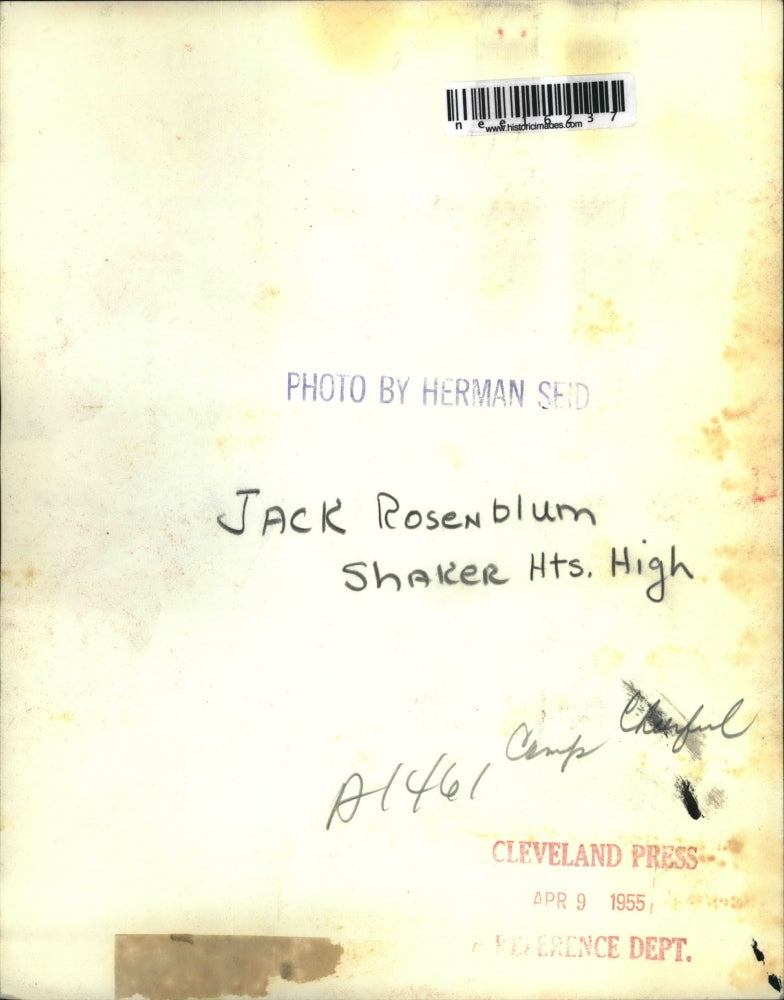 nee16237
www.historicimages.com
PHOTO BY HERMAN SEID
JACK Rosenblum
SHAKER Hts. High
Camp Cheerful
A1461
CLEVELAND PRESS
APR 9 1955
REFERENCE DEPT.